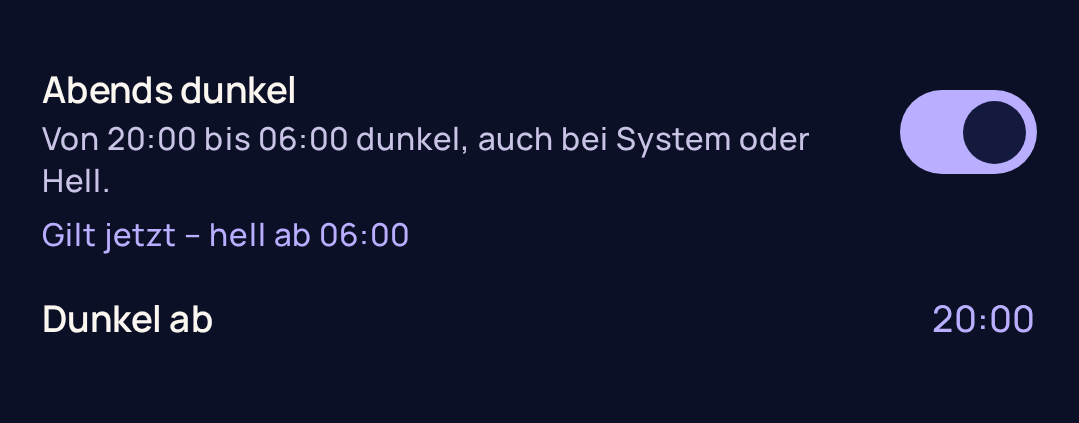 Abends dunkel
Von 20:00 bis 06:00 dunkel, auch bei System oder
Hell.
Gilt jetzt – hell ab 06:00
Dunkel ab 20:00